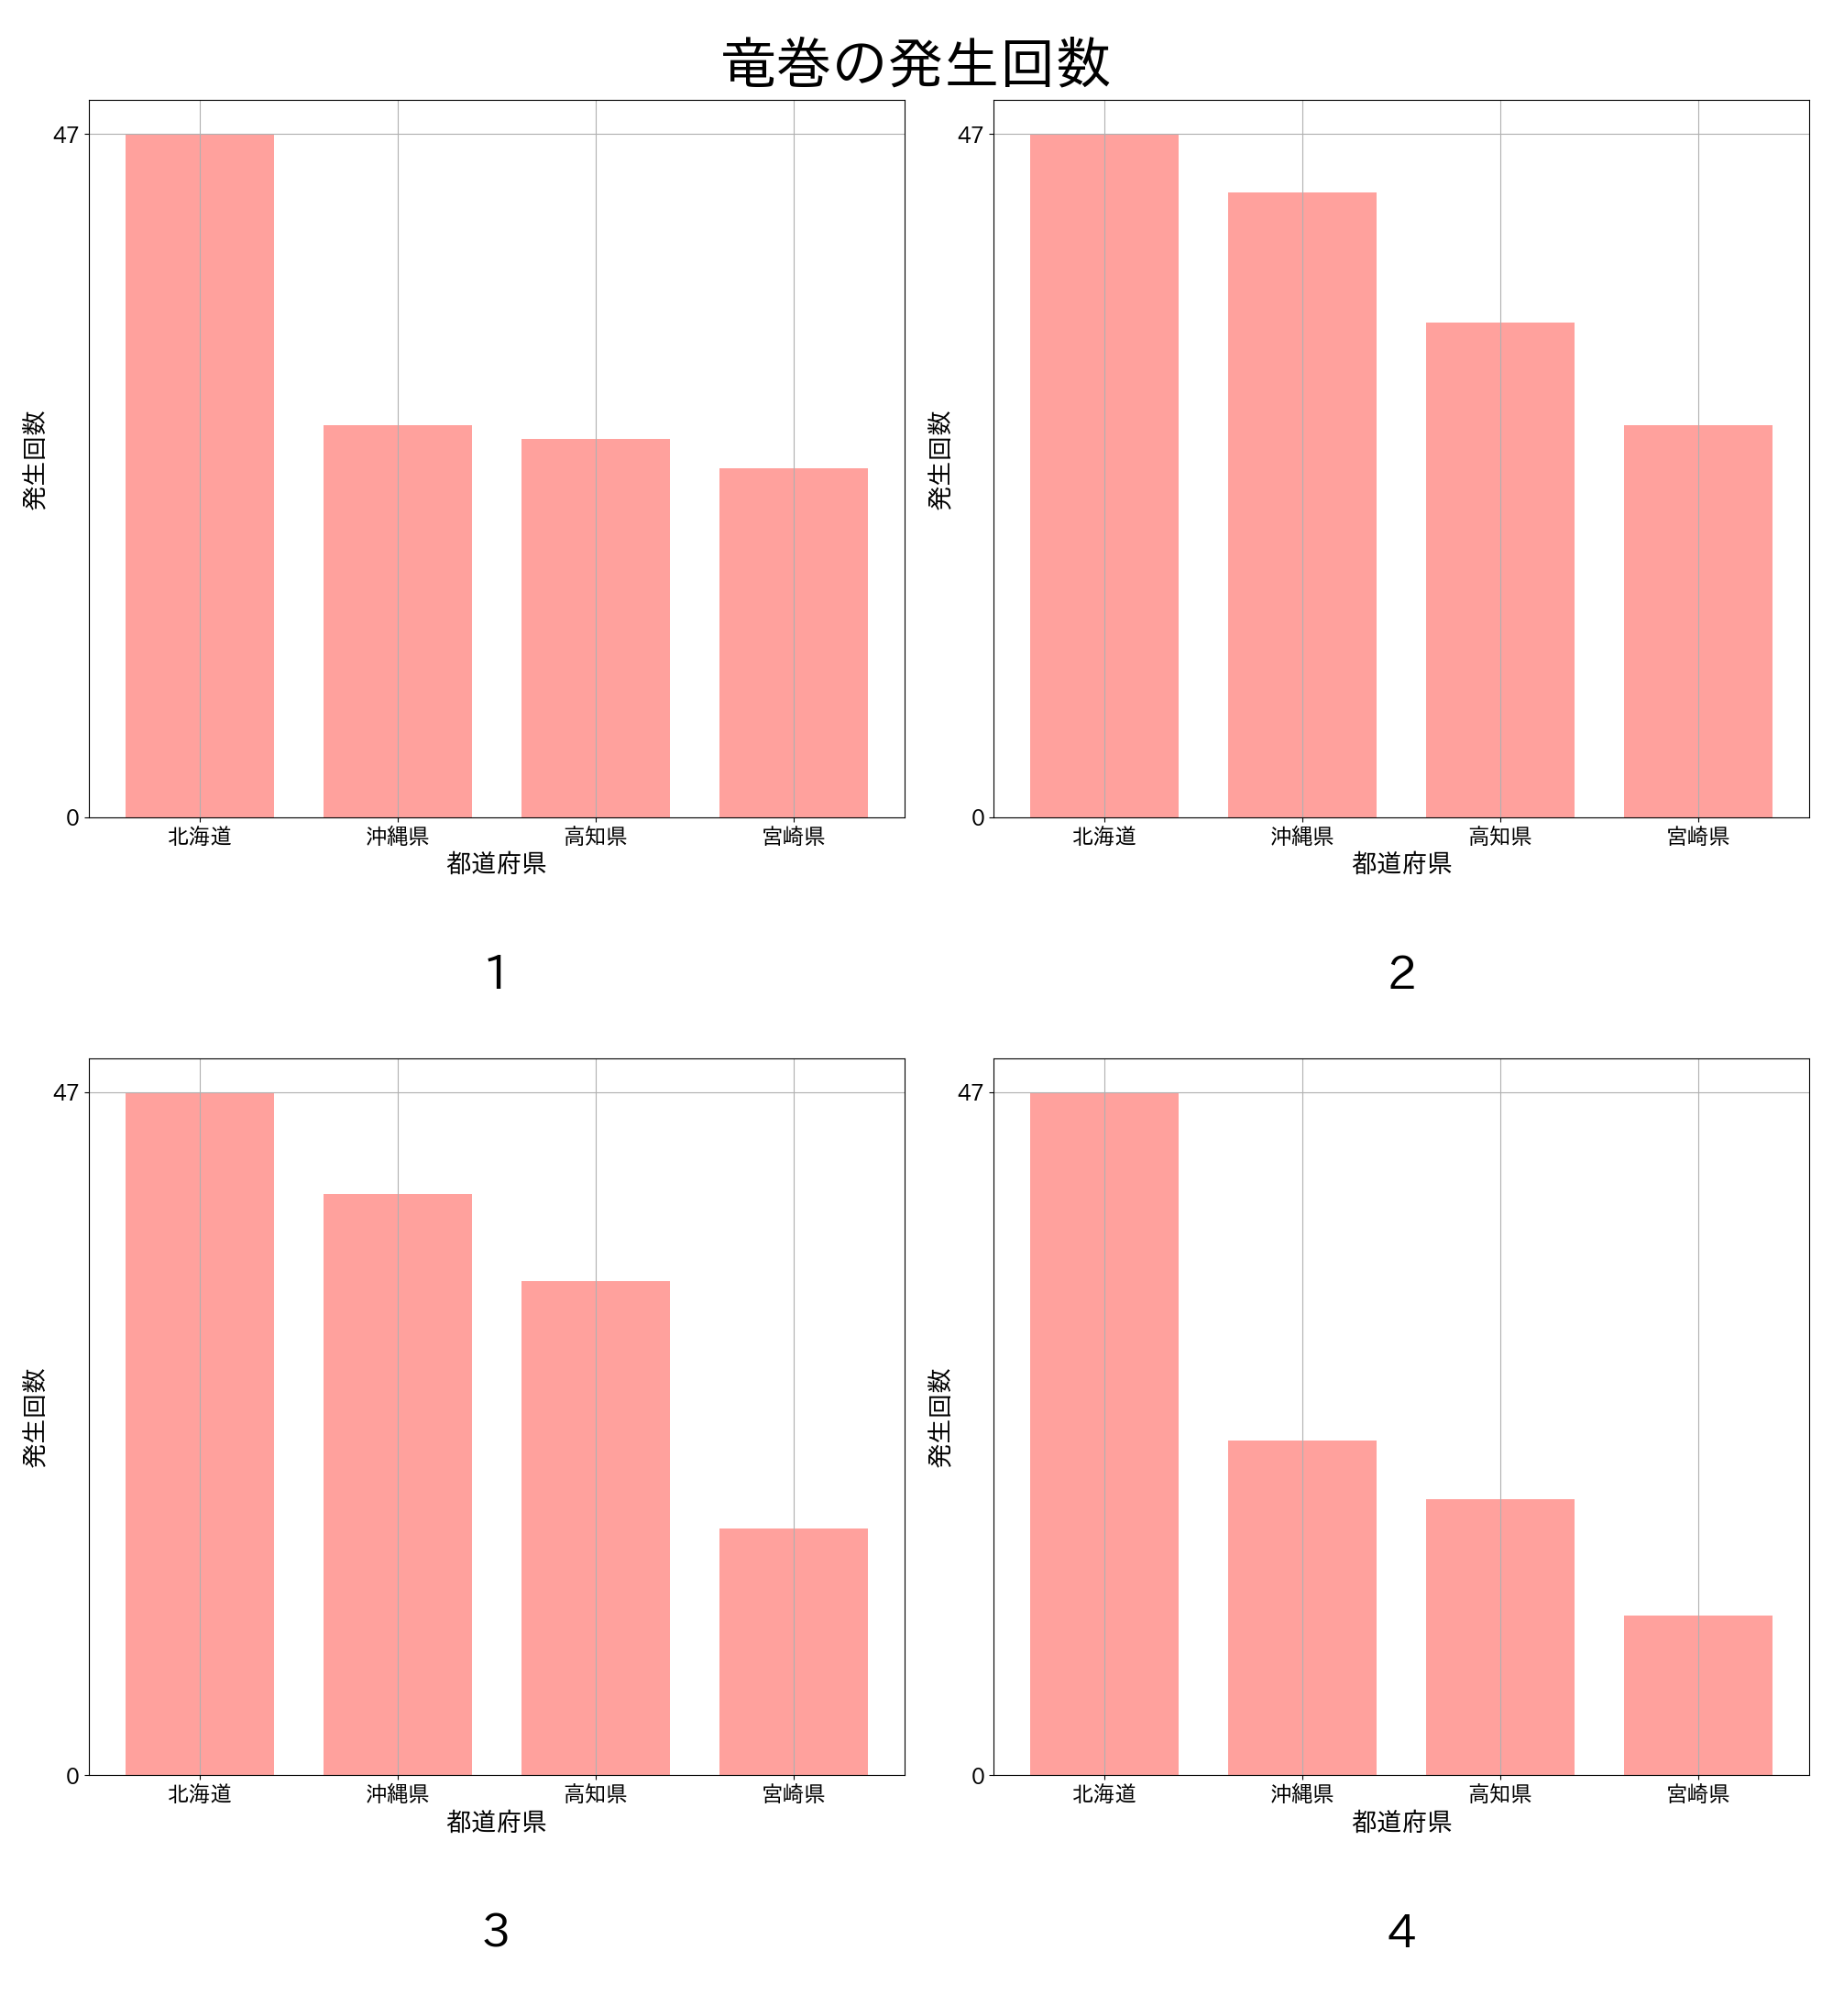 竜巻の発生回数
47
0
発生回数
北海道 沖縄県 高知県 宮崎県
都道府県
1
47
0
発生回数
北海道 沖縄県 高知県 宮崎県
都道府県
2
47
0
発生回数
北海道 沖縄県 高知県 宮崎県
都道府県
3
47
0
発生回数
北海道 沖縄県 高知県 宮崎県
都道府県
4